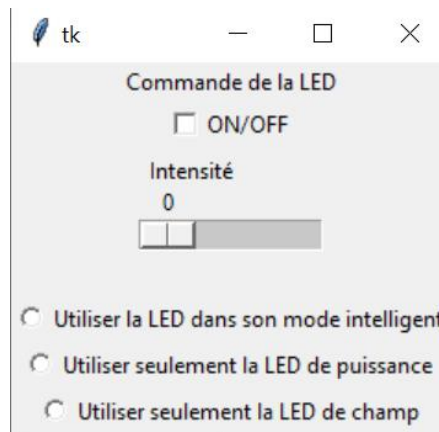 tk
Commande de la LED
ON/OFF
Intensité
0
Utiliser la LED dans son mode intelligent
Utiliser seulement la LED de puissance
Utiliser seulement la LED de champ